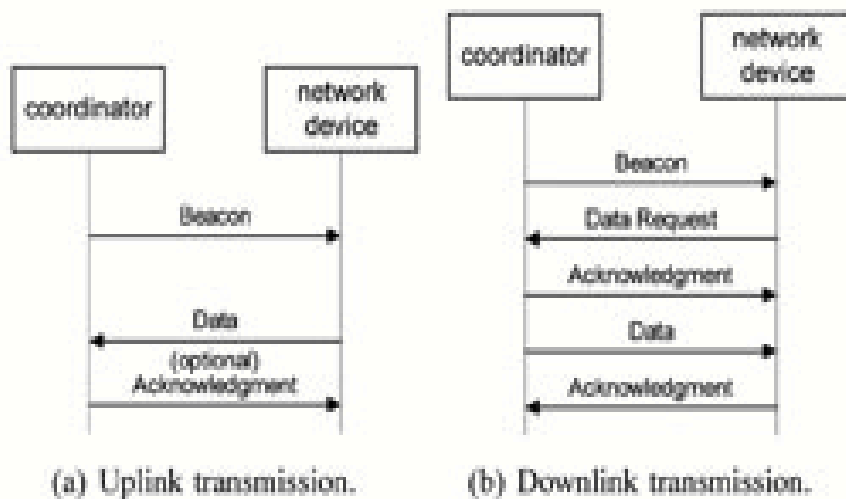 coordinator
network
device
Beacon
Data
(optional)
Acknowledgment
(a) Uplink transmission.
coordinator
network
device
Beacon
Data Request
Acknowledgment
Data
Acknowledgment
(b) Downlink transmission.